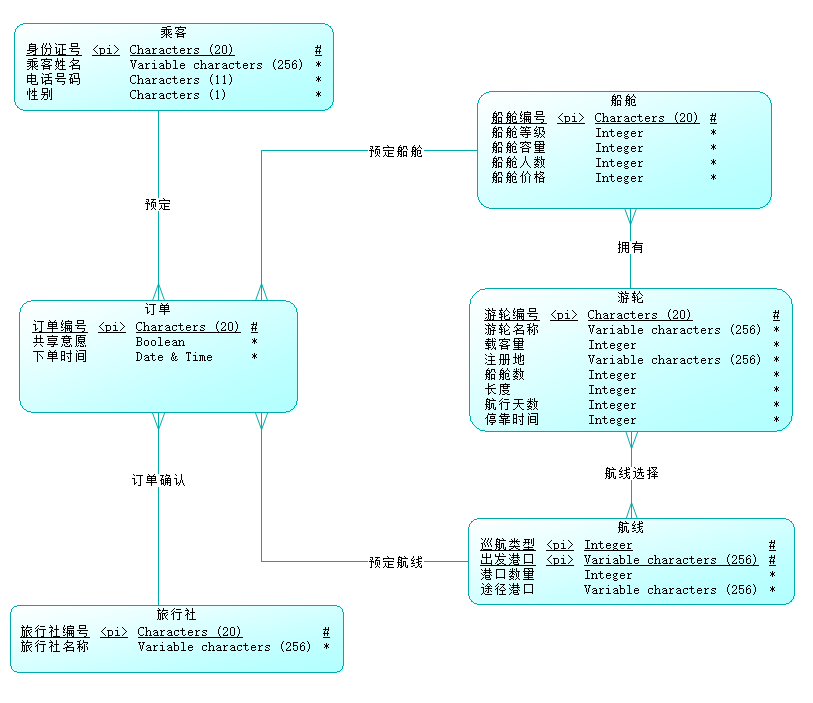 乘客
身份证号 <pi> Characters (20) #
乘客姓名 Variable characters (256) *
电话号码 Characters (11) *
性别 Characters (1) *
船舱
船舱编号 <pi> Characters (20) #
船舱等级 Integer *
船舱容量 Integer *
船舱人数 Integer *
船舱价格 Integer *
预定船舱
预定
拥有
订单
订单编号 <pi> Characters (20) #
共享意愿 Boolean *
下单时间 Date & Time *
游轮
游轮编号 <pi> Characters (20) #
游轮名称 Variable characters (256) *
载客量 Integer *
注册地 Variable characters (256) *
船舱数 Integer *
长度 Integer *
航行天数 Integer *
停靠时间 Integer *
订单确认
航线选择
预定航线
航线
巡航类型 <pi> Integer #
出发港口 <pi> Variable characters (256) #
港口数量 Integer *
途径港口 Variable characters (256) *
旅行社
旅行社编号 <pi> Characters (20) #
旅行社名称 Variable characters (256) *